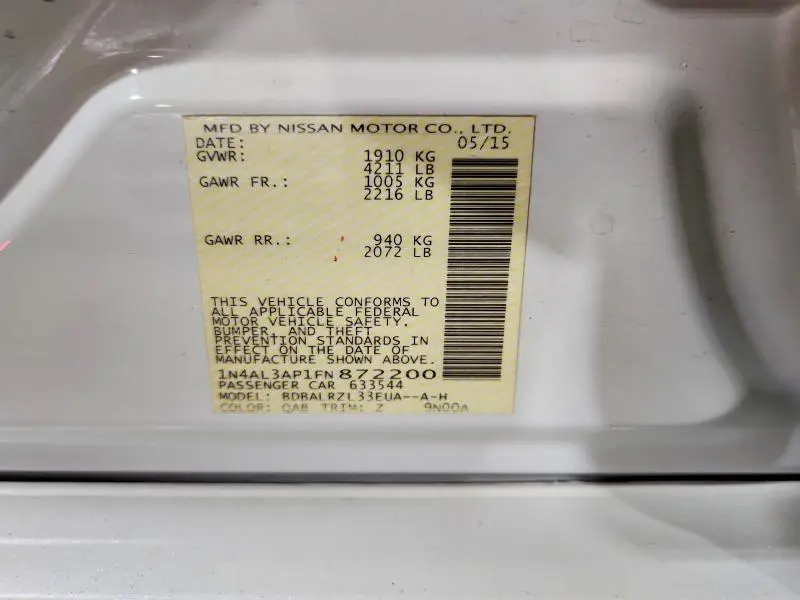 MFD BY NISSAN MOTOR CO., LTD.
DATE: 05/15
GVWR: 1910 KG
4211 LB
GAWR FR.: 1005 KG
2216 LB
GAWR RR.: 940 KG
2072 LB
THIS VEHICLE CONFORMS TO
ALL APPLICABLE FEDERAL
MOTOR VEHICLE SAFETY,
BUMPER, AND THEFT
PREVENTION STANDARDS IN
EFFECT ON THE DATE OF
MANUFACTURE SHOWN ABOVE.
1N4AL3AP1FN872200
PASSENGER CAR 633544
MODEL: BDBALRZL33EUA--A-H
COLOR: QAB TRIM: Z 9N00A